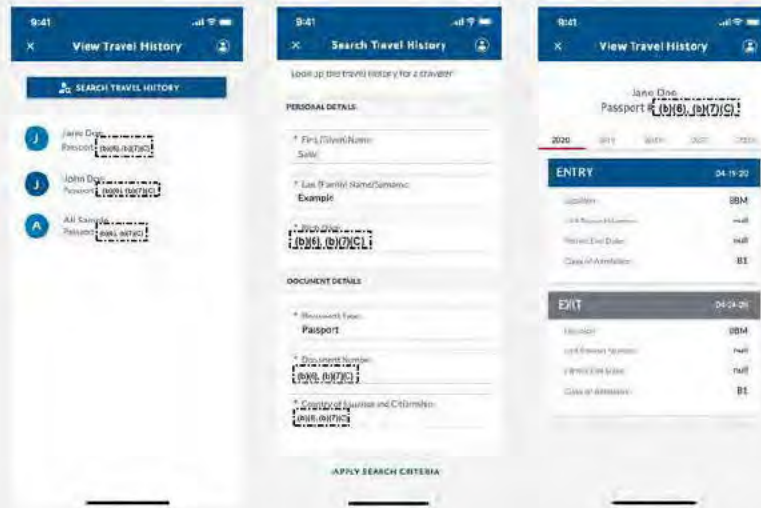 9:41
View Travel History
SEARCH TRAVEL HISTORY
J
Jane Doe
Passport (b)(6), (b)(7)(C)
J
John Doe
Passport (b)(6), (b)(7)(C)
A
Ali Sample
Passport (b)(6), (b)(7)(C)
9:41
Search Travel History
Look up the travel history for a traveler
PERSONAL DETAILS
* First (Given) Name
* Last (Family) Name/Surname
Example
* Birth Date
(b)(6), (b)(7)(C)
DOCUMENT DETAILS
* Document Type
Passport
* Document Number
(b)(6), (b)(7)(C)
* Country of Issuance and Citizenship
(b)(6), (b)(7)(C)
APPLY SEARCH CRITERIA
9:41
View Travel History
Jane Doe
Passport # (b)(6), (b)(7)(C)
2020
ENTRY 04-19-20
Location BBM
null
null
Class of Admission B1
EXIT 04-24-20
Location BBM
null
null
Class of Admission B1